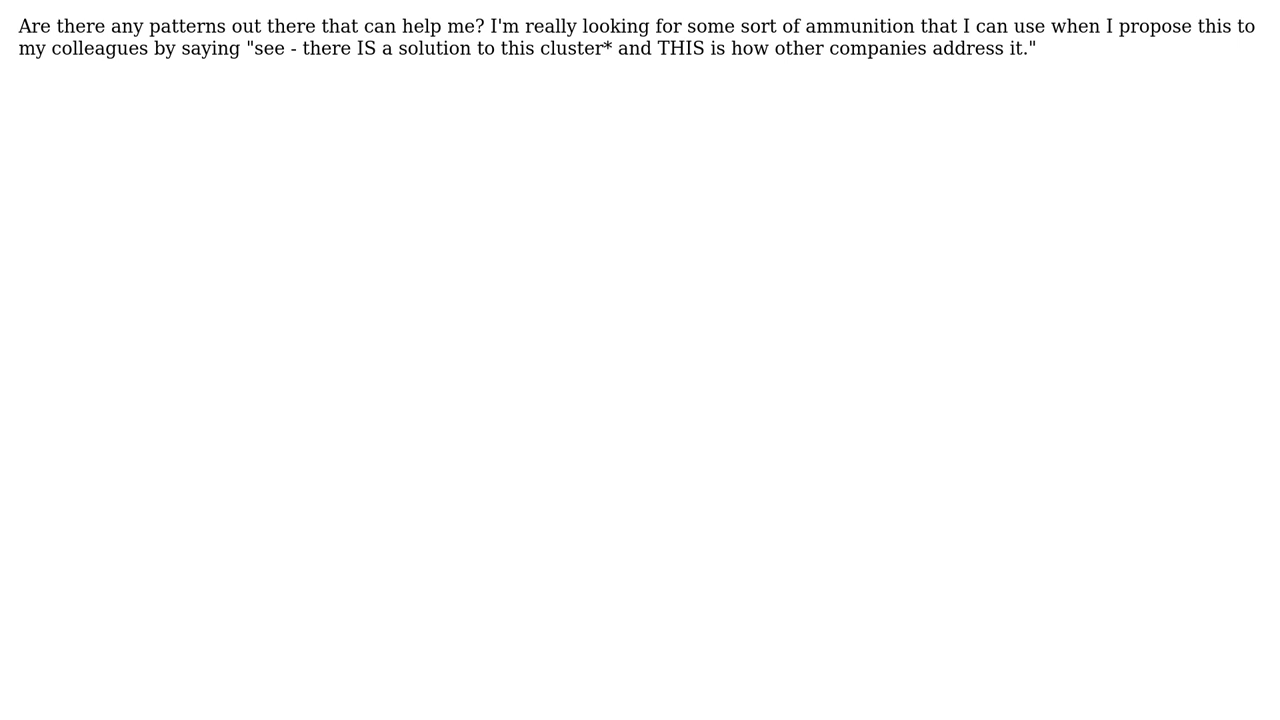 Are there any patterns out there that can help me? I'm really looking for some sort of ammunition that I can use when I propose this to
my colleagues by saying "see - there IS a solution to this cluster* and THIS is how other companies address it."